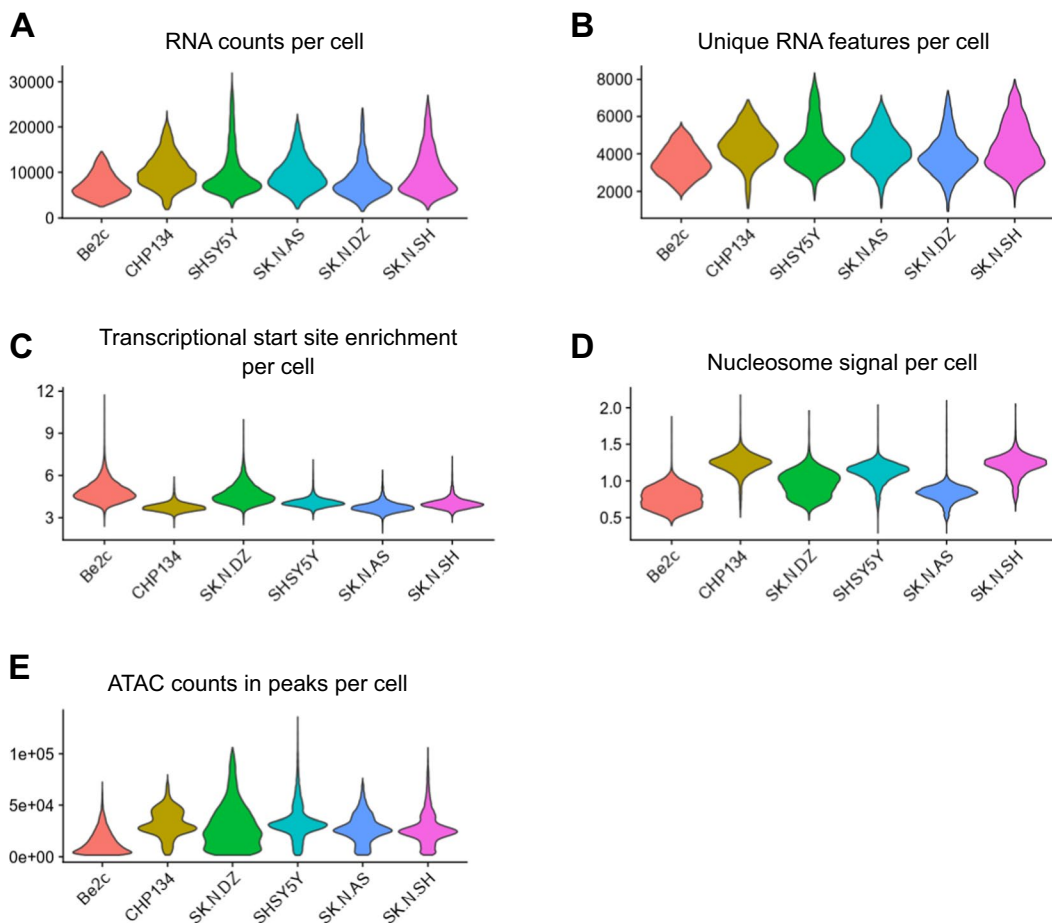 A
RNA counts per cell
30000
20000
10000
0
Be2c
CHP134
SHSY5Y
SK.N.AS
SK.N.DZ
SK.N.SH
B
Unique RNA features per cell
8000
6000
4000
2000
Be2c
CHP134
SHSY5Y
SK.N.AS
SK.N.DZ
SK.N.SH
C
Transcriptional start site enrichment
per cell
12
9
6
3
Be2c
CHP134
SK.N.DZ
SHSY5Y
SK.N.AS
SK.N.SH
D
Nucleosome signal per cell
2.0
1.5
1.0
0.5
Be2c
CHP134
SK.N.DZ
SHSY5Y
SK.N.AS
SK.N.SH
E
ATAC counts in peaks per cell
1e+05
5e+04
0e+00
Be2c
CHP134
SK.N.DZ
SHSY5Y
SK.N.AS
SK.N.SH